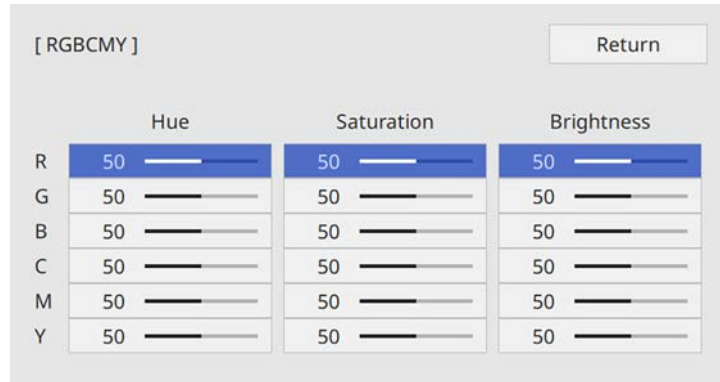 [ RGBCMY ] Return
Hue Saturation Brightness
R 50 50 50
G 50 50 50
B 50 50 50
C 50 50 50
M 50 50 50
Y 50 50 50